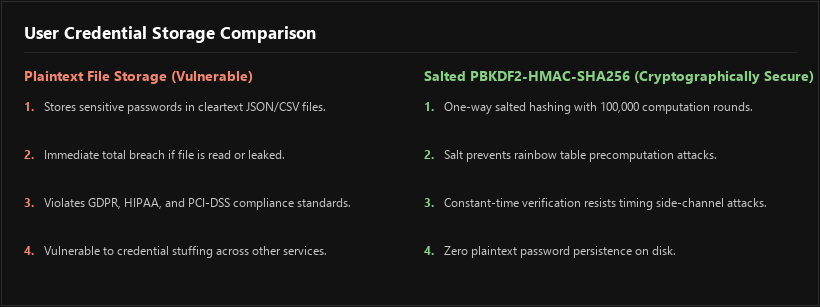 User Credential Storage Comparison
Plaintext File Storage (Vulnerable)
1. Stores sensitive passwords in cleartext JSON/CSV files.
2. Immediate total breach if file is read or leaked.
3. Violates GDPR, HIPAA, and PCI-DSS compliance standards.
4. Vulnerable to credential stuffing across other services.
Salted PBKDF2-HMAC-SHA256 (Cryptographically Secure)
1. One-way salted hashing with 100,000 computation rounds.
2. Salt prevents rainbow table precomputation attacks.
3. Constant-time verification resists timing side-channel attacks.
4. Zero plaintext password persistence on disk.